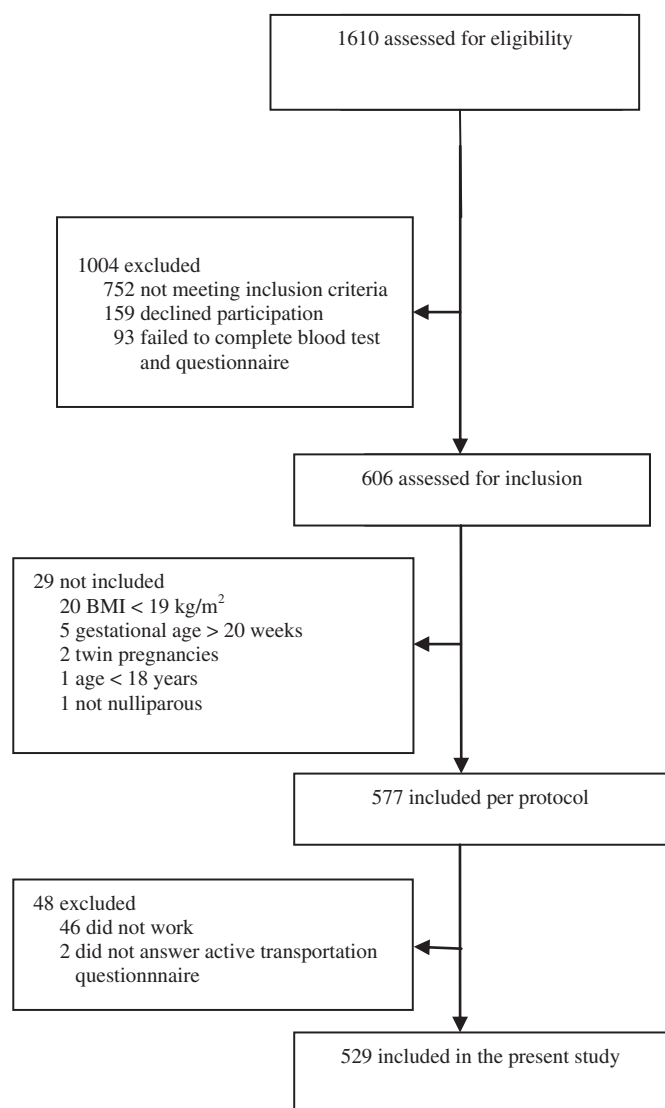 1610 assessed for eligibility
1004 excluded
752 not meeting inclusion criteria
159 declined participation
93 failed to complete blood test
and questionnaire
606 assessed for inclusion
29 not included
20 BMI < 19 kg/m²
5 gestational age > 20 weeks
2 twin pregnancies
1 age < 18 years
1 not nulliparous
577 included per protocol
48 excluded
46 did not work
2 did not answer active transportation
questionnnaire
529 included in the present study